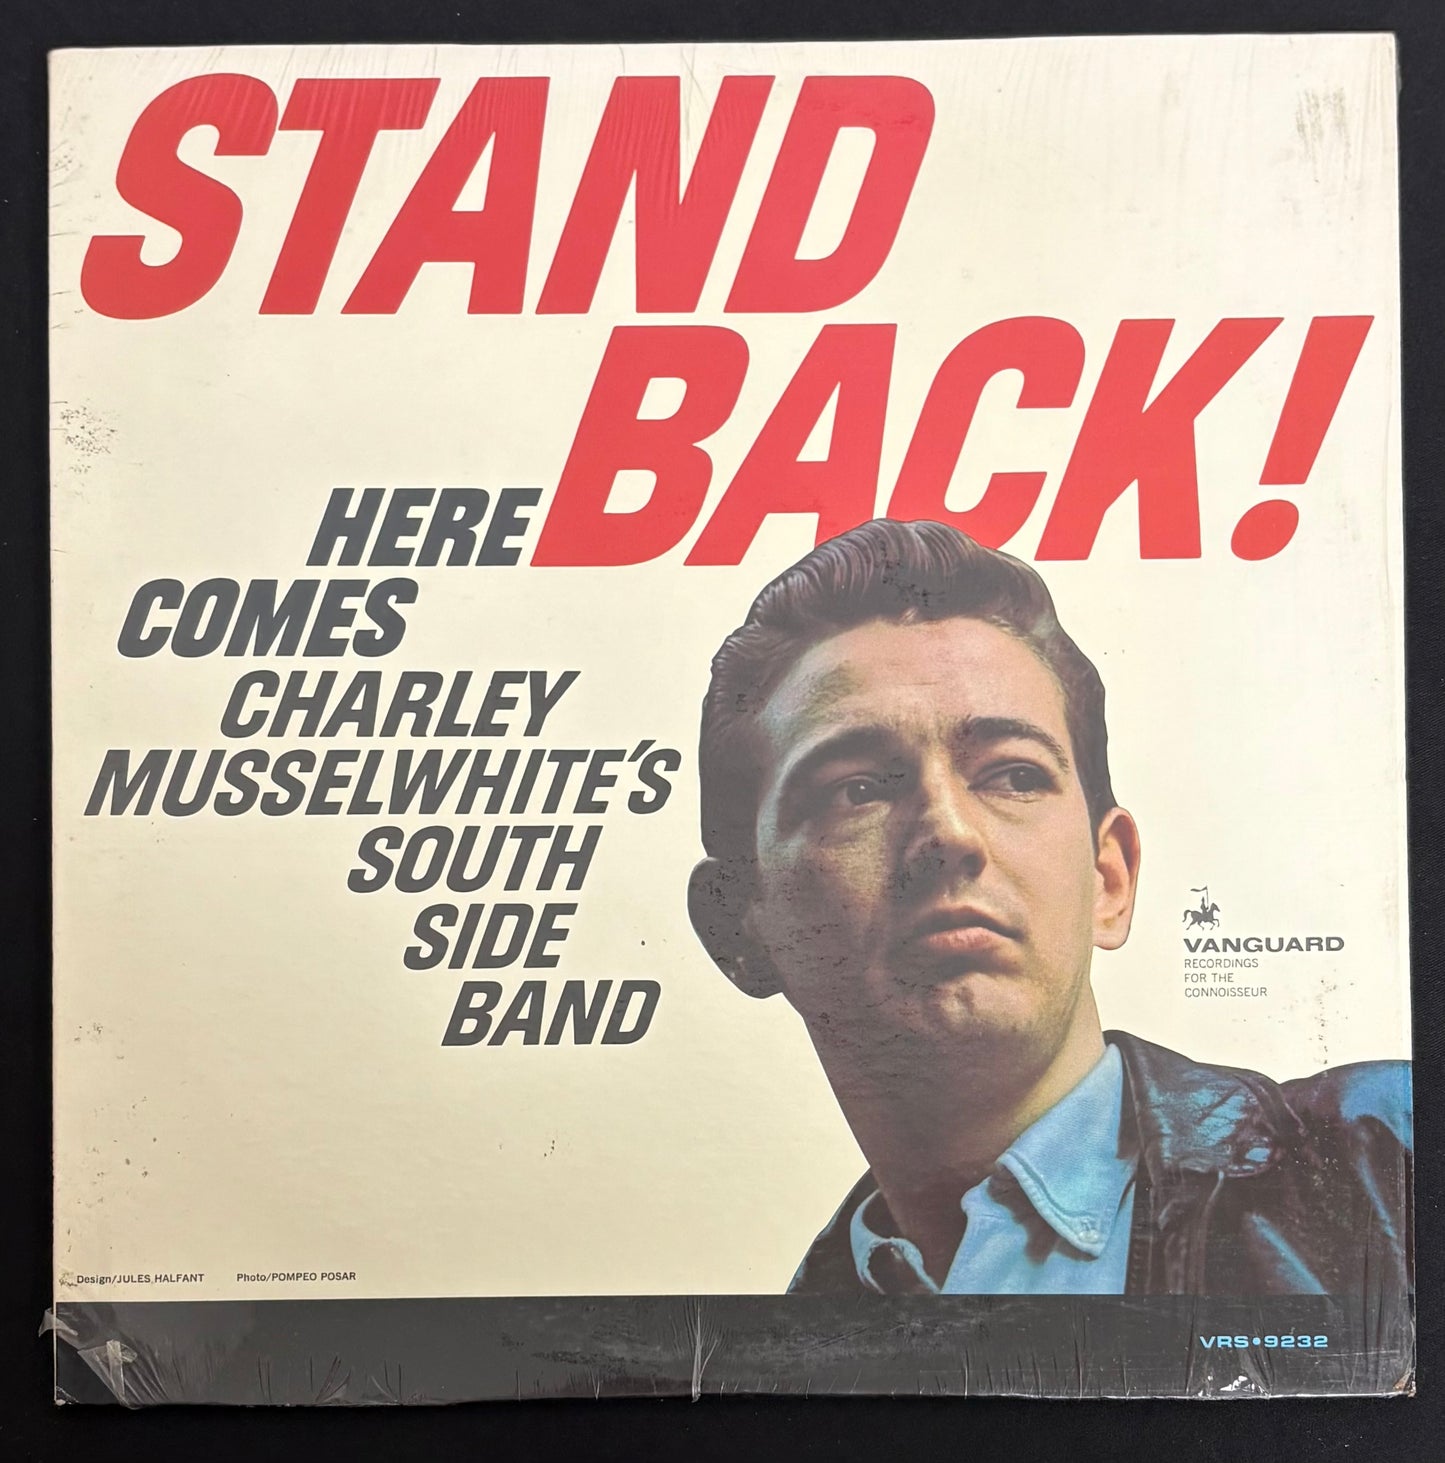 STAND
BACK!
HERE
COMES
CHARLEY
MUSSELWHITE'S
SOUTH
SIDE
BAND
VANGUARD
RECORDINGS
FOR THE
CONNOISSEUR
Design/JULES HALFANT Photo/POMPEO POSAR
VRS•9232